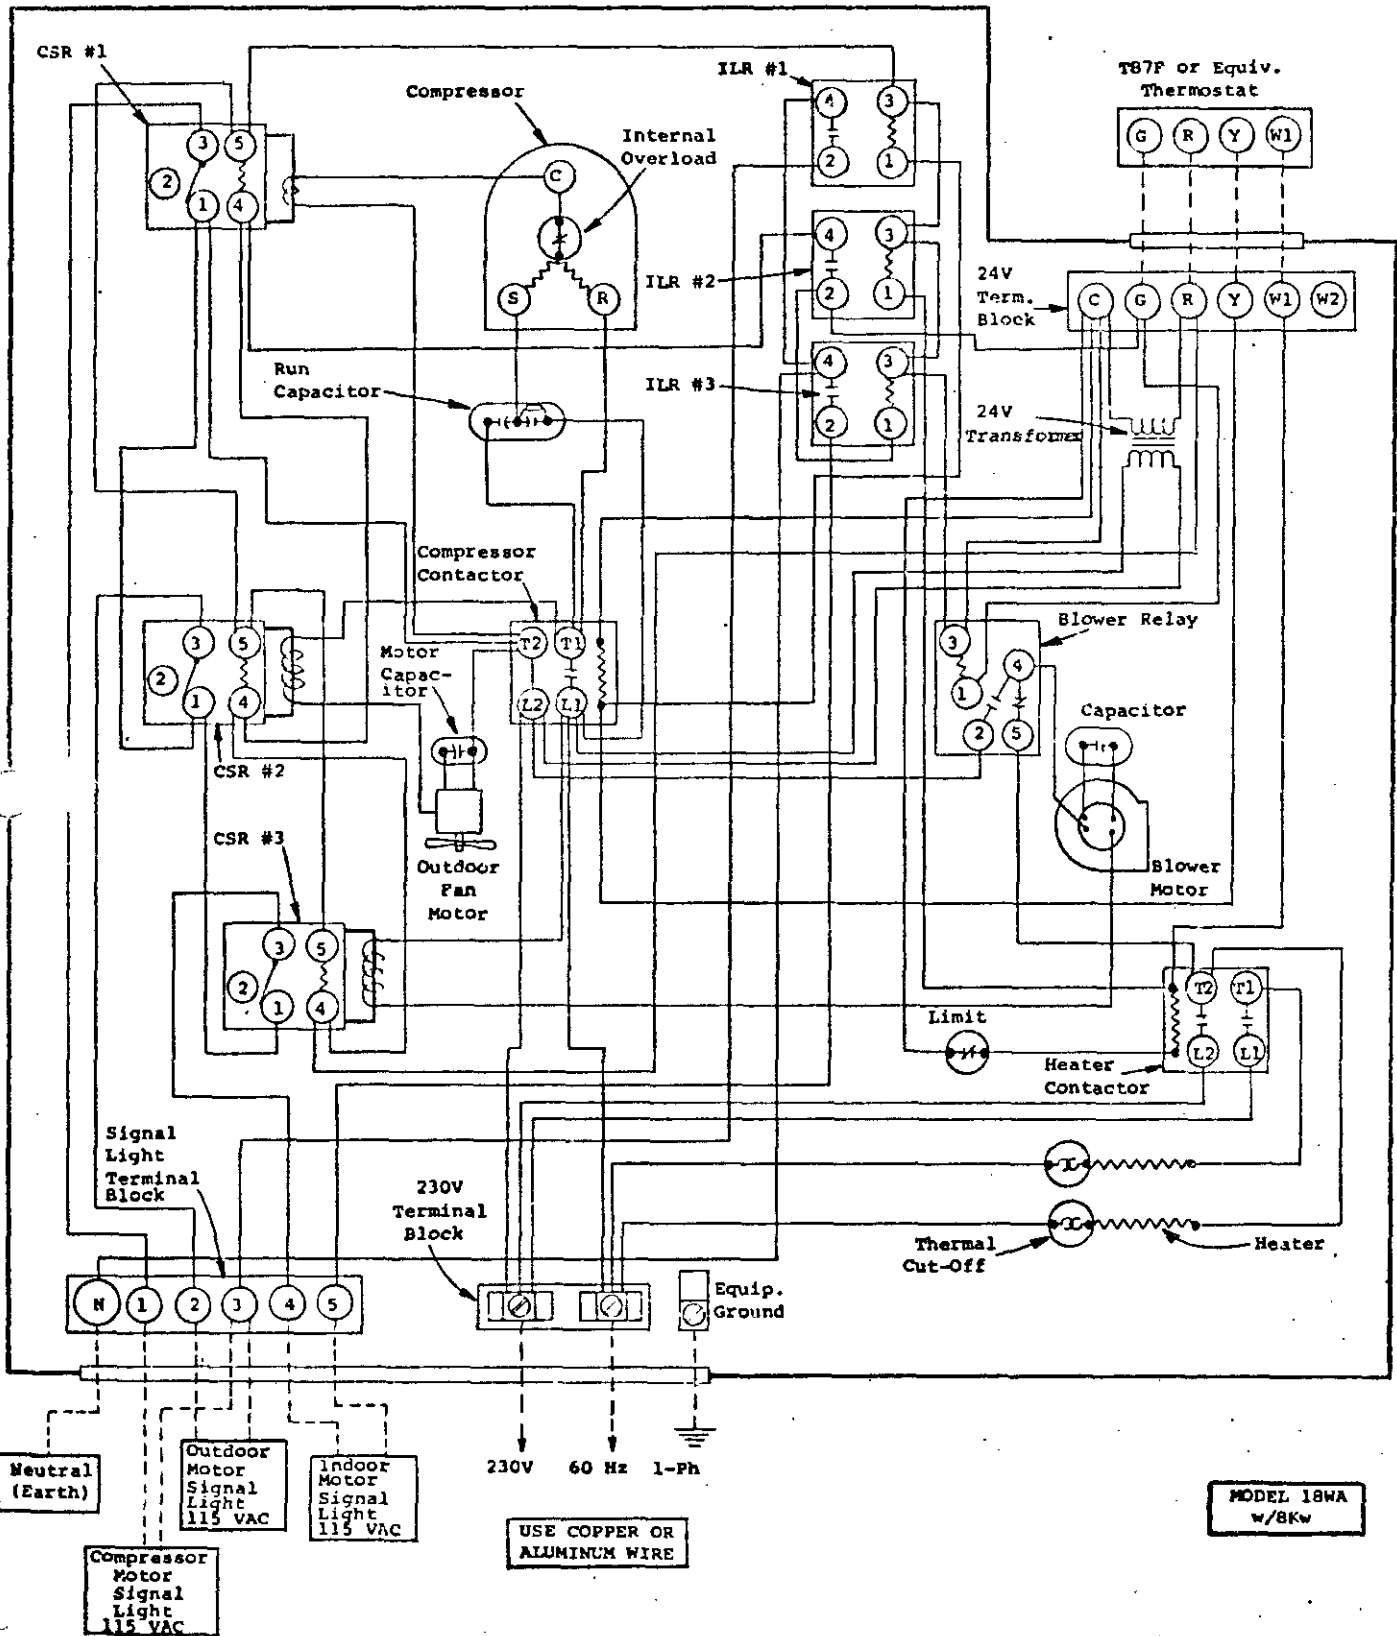 CSR #1
Compressor
ILR #1
T87F or Equiv.
Thermostat
Internal
Overload
3
5
2
1
4
C
S
R
4
3
2
1
G
R
Y
W1
ILR #2
4
3
2
1
24V
Term.
Block
C
G
R
Y
W1
W2
Run
Capacitor
ILR #3
4
3
2
1
24V
Transformer
Compressor
Contactor
T2
T1
L2
L1
Blower Relay
3
4
1
2
5
Motor
Capac-
itor
Capacitor
3
5
2
1
4
CSR #2
CSR #3
Outdoor
Fan
Motor
Blower
Motor
3
5
2
1
4
Limit
T2
T1
L2
L1
Heater
Contactor
Signal
Light
Terminal
Block
230V
Terminal
Block
Thermal
Cut-Off
Heater
N
1
2
3
4
5
Equip.
Ground
Neutral
(Earth)
Outdoor
Motor
Signal
Light
115 VAC
Indoor
Motor
Signal
Light
115 VAC
230V 60 Hz 1-Ph
Compressor
Motor
Signal
Light
115 VAC
USE COPPER OR
ALUMINUM WIRE
MODEL 18WA
w/8Kw